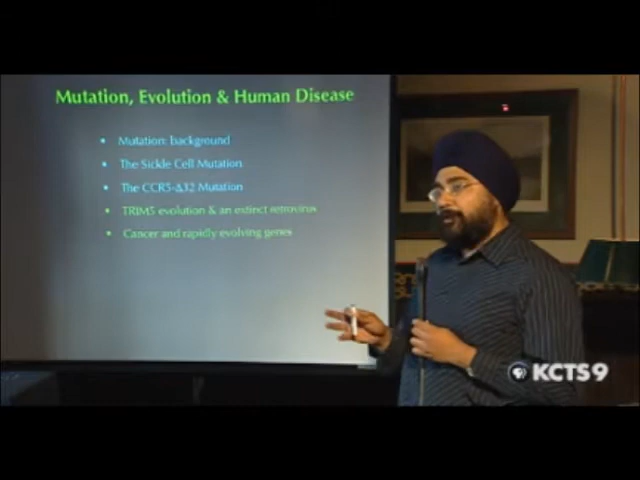 Mutation, Evolution & Human Disease
• Mutation: background
• The Sickle Cell Mutation
• The CCR5-Δ32 Mutation
• TRIM5 evolution & an extinct retrovirus
• Cancer and rapidly evolving genes
KCTS9